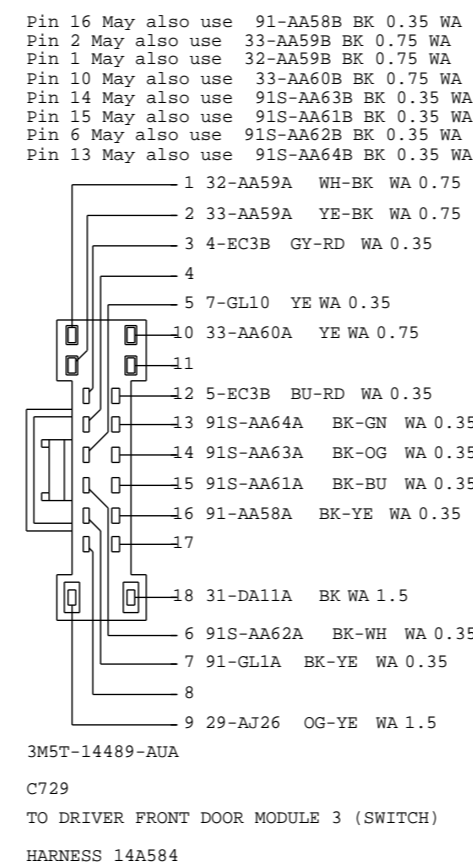 Pin 16 May also use 91-AA58B BK 0.35 WA
Pin 2 May also use 33-AA59B BK 0.75 WA
Pin 1 May also use 32-AA59B BK 0.75 WA
Pin 10 May also use 33-AA60B BK 0.75 WA
Pin 14 May also use 91S-AA63B BK 0.35 WA
Pin 15 May also use 91S-AA61B BK 0.35 WA
Pin 6 May also use 91S-AA62B BK 0.35 WA
Pin 13 May also use 91S-AA64B BK 0.35 WA
1 32-AA59A WH-BK WA 0.75
2 33-AA59A YE-BK WA 0.75
3 4-EC3B GY-RD WA 0.35
4
5 7-GL10 YE WA 0.35
10 33-AA60A YE WA 0.75
11
12 5-EC3B BU-RD WA 0.35
13 91S-AA64A BK-GN WA 0.35
14 91S-AA63A BK-OG WA 0.35
15 91S-AA61A BK-BU WA 0.35
16 91-AA58A BK-YE WA 0.35
17
18 31-DA11A BK WA 1.5
6 91S-AA62A BK-WH WA 0.35
7 91-GL1A BK-YE WA 0.35
8
9 29-AJ26 OG-YE WA 1.5
3M5T-14489-AUA
C729
TO DRIVER FRONT DOOR MODULE 3 (SWITCH)
HARNESS 14A584